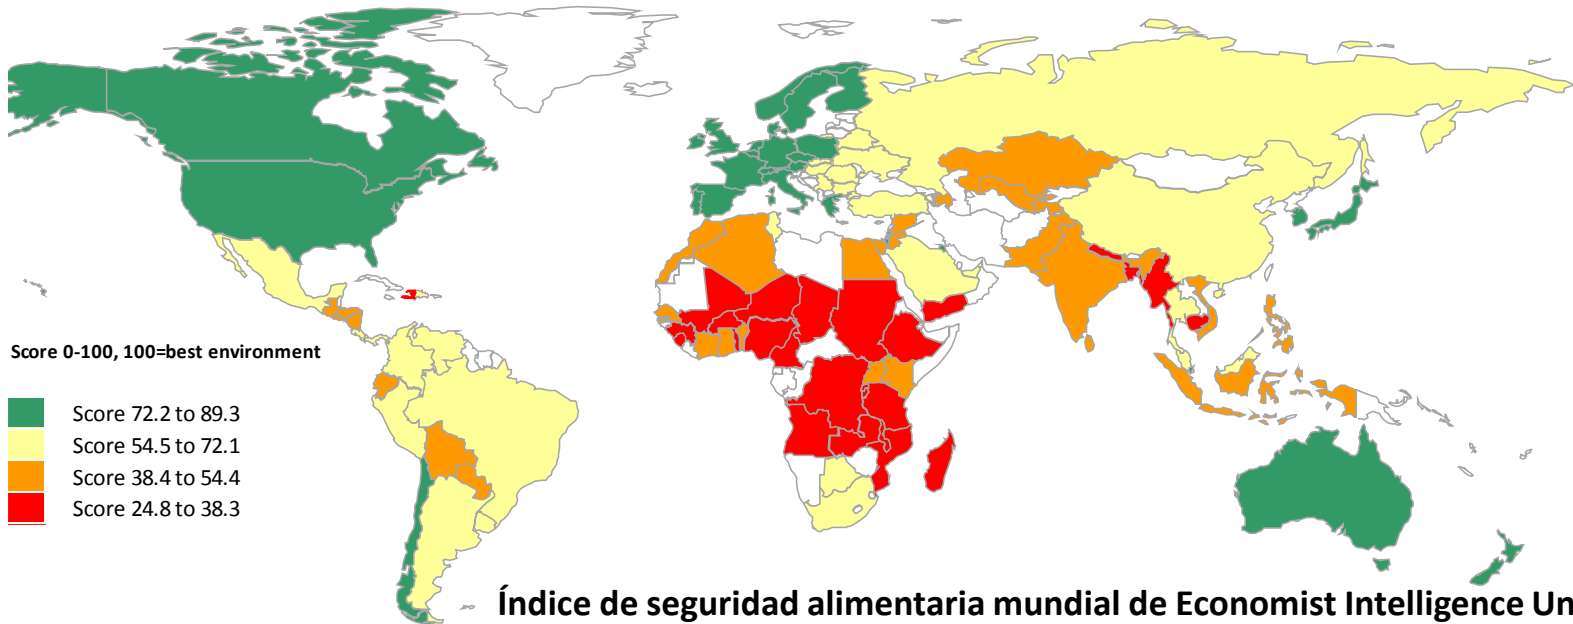 Score 0-100, 100=best environment
Score 72.2 to 89.3
Score 54.5 to 72.1
Score 38.4 to 54.4
Score 24.8 to 38.3
Índice de seguridad alimentaria mundial de Economist Intelligence Un